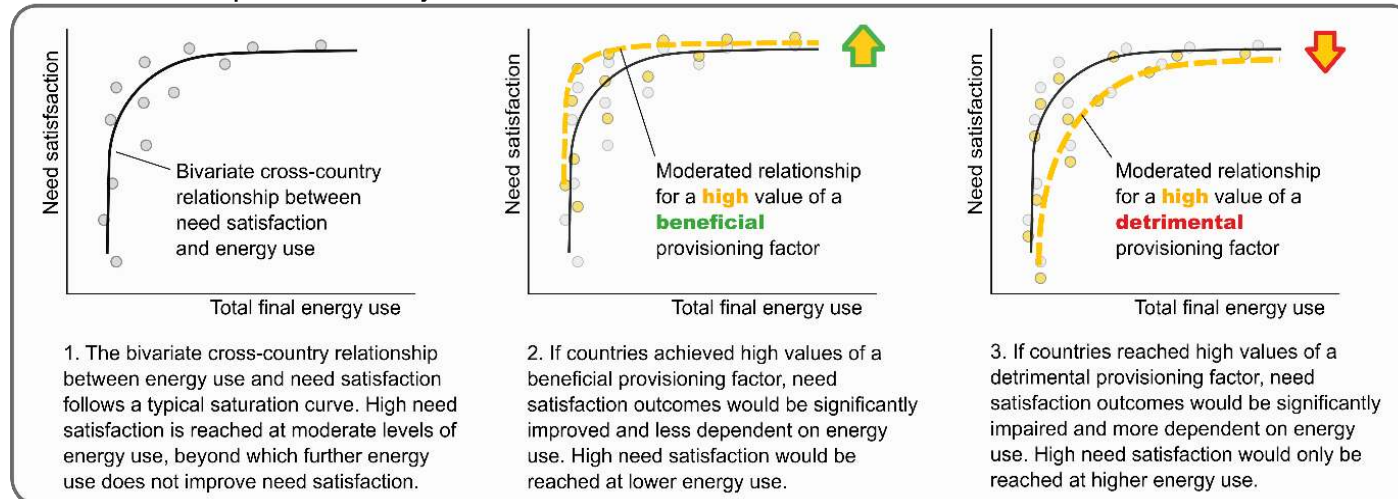 Need satisfsaction
Bivariate cross-country
relationship between
need satisfaction
and energy use
Total final energy use
1. The bivariate cross-country relationship
between energy use and need satisfaction
follows a typical saturation curve. High need
satisfaction is reached at moderate levels of
energy use, beyond which further energy
use does not improve need satisfaction.
Need satisfaction
Moderated relationship
for a high value of a
beneficial
provisioning factor
Total final energy use
2. If countries achieved high values of a
beneficial provisioning factor, need
satisfaction outcomes would be significantly
improved and less dependent on energy
use. High need satisfaction would be
reached at lower energy use.
Need satisfaction
Moderated relationship
for a high value of a
detrimental
provisioning factor
Total final energy use
3. If countries reached high values of a
detrimental provisioning factor, need
satisfaction outcomes would be significantly
impaired and more dependent on energy
use. High need satisfaction would only be
reached at higher energy use.